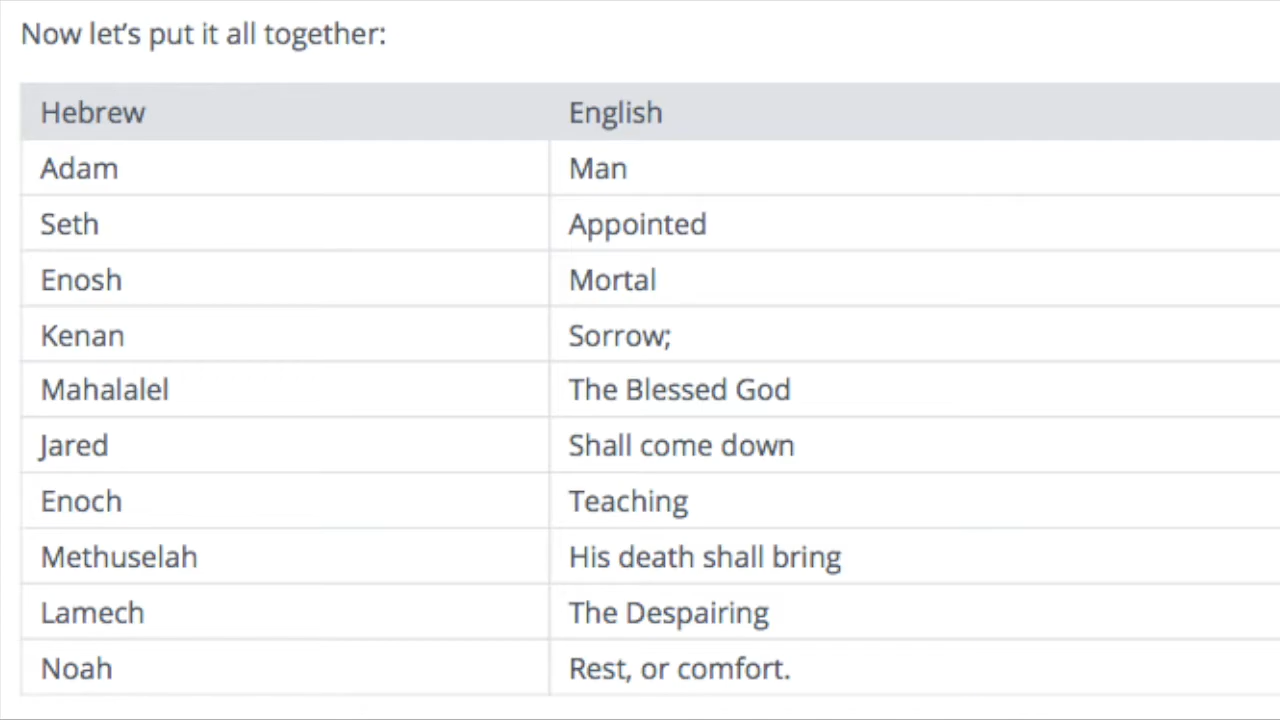 Now let’s put it all together:
Hebrew English
Adam Man
Seth Appointed
Enosh Mortal
Kenan Sorrow;
Mahalalel The Blessed God
Jared Shall come down
Enoch Teaching
Methuselah His death shall bring
Lamech The Despairing
Noah Rest, or comfort.